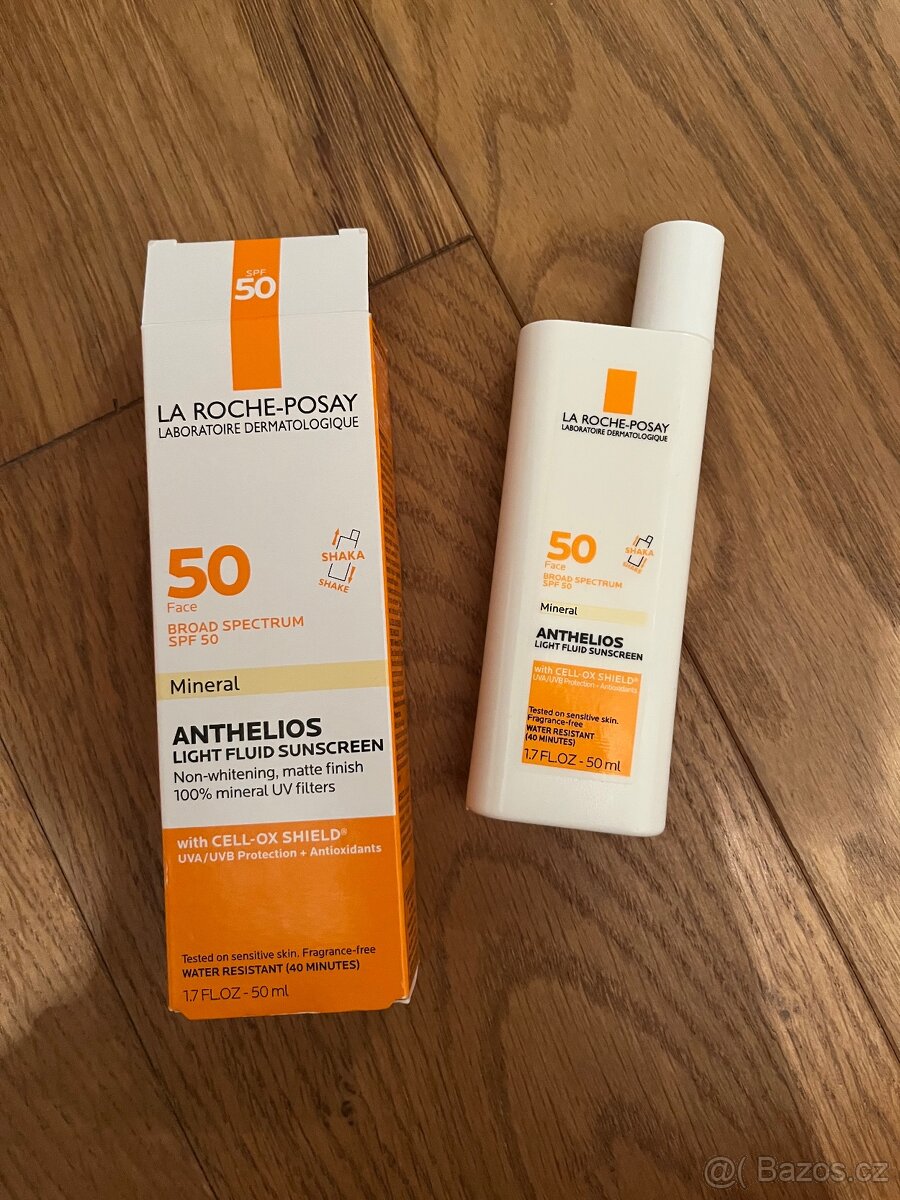 SPF
50
LA ROCHE-POSAY
LABORATOIRE DERMATOLOGIQUE
50
Face
BROAD SPECTRUM
SPF 50
SHAKA
SHAKE
Mineral
ANTHELIOS
LIGHT FLUID SUNSCREEN
Non-whitening, matte finish
100% mineral UV filters
with CELL-OX SHIELD®
UVA/UVB Protection + Antioxidants
Tested on sensitive skin. Fragrance-free
WATER RESISTANT (40 MINUTES)
1.7 FL.OZ - 50 ml
LA ROCHE-POSAY
LABORATOIRE DERMATOLOGIQUE
50
Face
BROAD SPECTRUM
SPF 50
SHAKA
SHAKE
Mineral
ANTHELIOS
LIGHT FLUID SUNSCREEN
with CELL-OX SHIELD®
UVA/UVB Protection + Antioxidants
Tested on sensitive skin.
Fragrance-free
WATER RESISTANT
(40 MINUTES)
1.7 FL.OZ - 50 ml
@( Bazos.cz